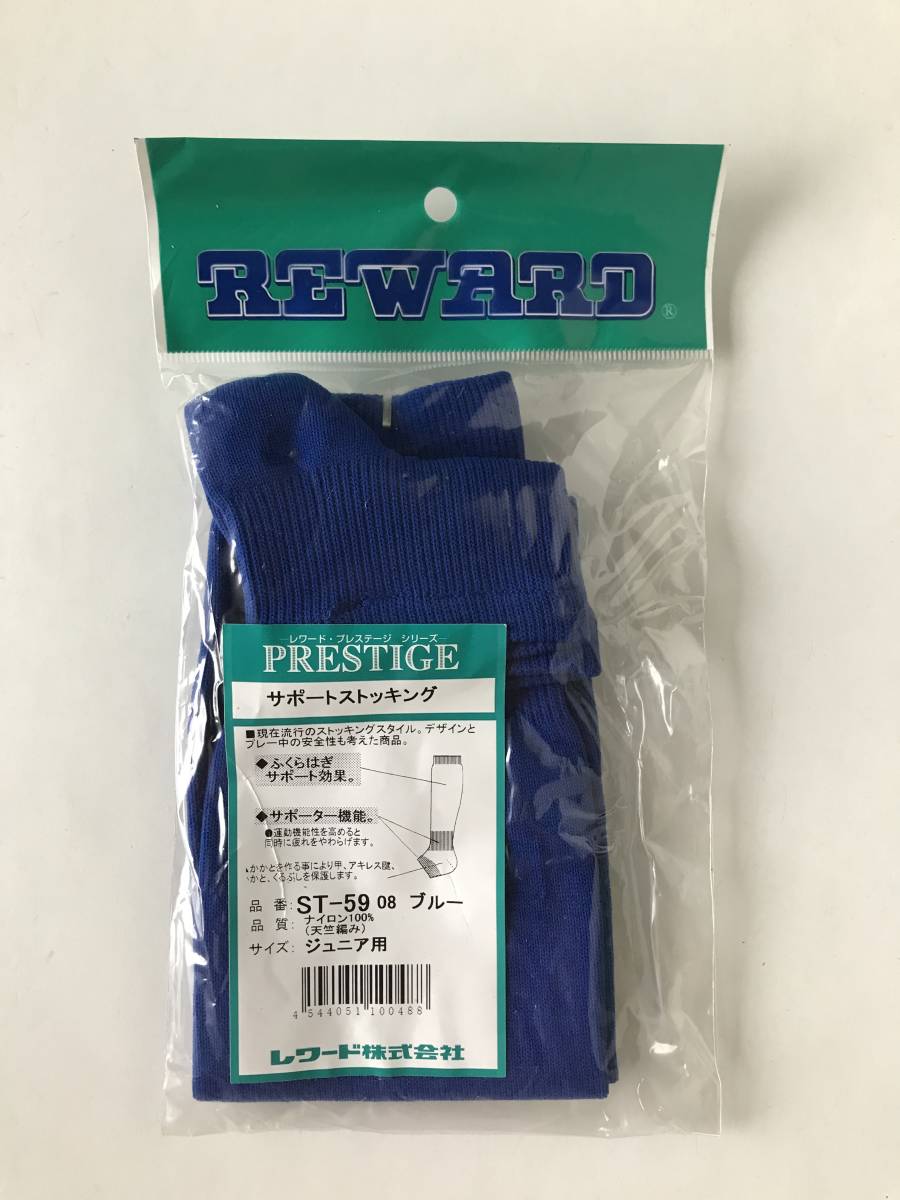 REWARD®
—レワード・プレステージ シリーズ—
PRESTIGE
サポートストッキング
■現在流行のストッキングスタイル。デザインと
プレー中の安全性も考えた商品。
◆ふくらはぎ
サポート効果。
◆サポーター機能。
●運動機能性を高めると
同時に疲れをやわらげます。
▲かかとを作る事により甲、アキレス腱、
かかと、くるぶしを保護します。
品番:ST-59 08 ブルー
品質:ナイロン100%
(天竺編み)
サイズ:ジュニア用
4 544051 100488
レワード株式会社